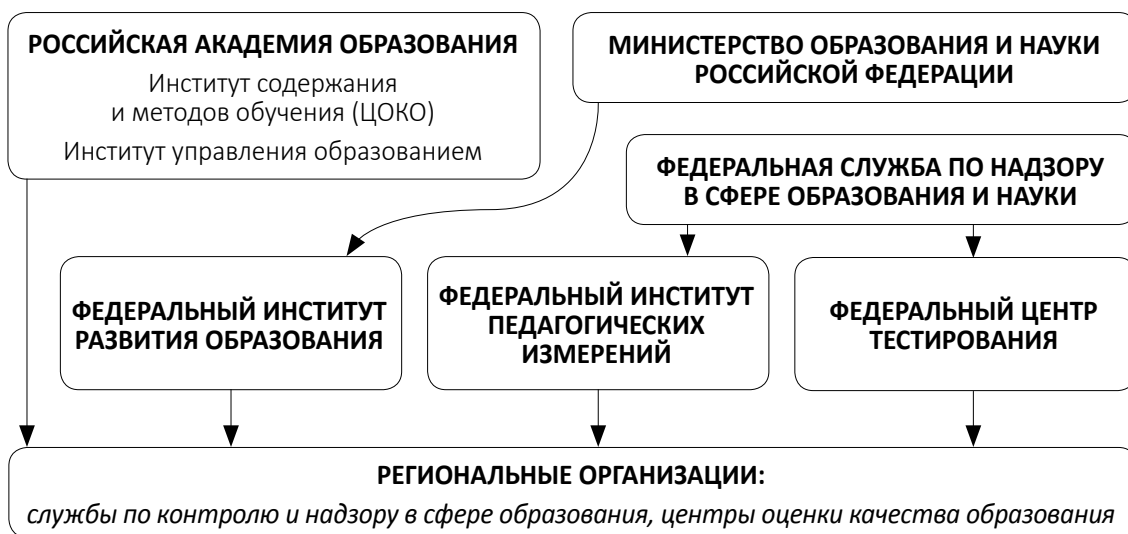 РОССИЙСКАЯ АКАДЕМИЯ ОБРАЗОВАНИЯ
Институт содержания
и методов обучения (ЦОКО)
Институт управления образованием
МИНИСТЕРСТВО ОБРАЗОВАНИЯ И НАУКИ
РОССИЙСКОЙ ФЕДЕРАЦИИ
ФЕДЕРАЛЬНАЯ СЛУЖБА ПО НАДЗОРУ
В СФЕРЕ ОБРАЗОВАНИЯ И НАУКИ
ФЕДЕРАЛЬНЫЙ ИНСТИТУТ
РАЗВИТИЯ ОБРАЗОВАНИЯ
ФЕДЕРАЛЬНЫЙ ИНСТИТУТ
ПЕДАГОГИЧЕСКИХ
ИЗМЕРЕНИЙ
ФЕДЕРАЛЬНЫЙ ЦЕНТР
ТЕСТИРОВАНИЯ
РЕГИОНАЛЬНЫЕ ОРГАНИЗАЦИИ:
службы по контролю и надзору в сфере образования, центры оценки качества образования